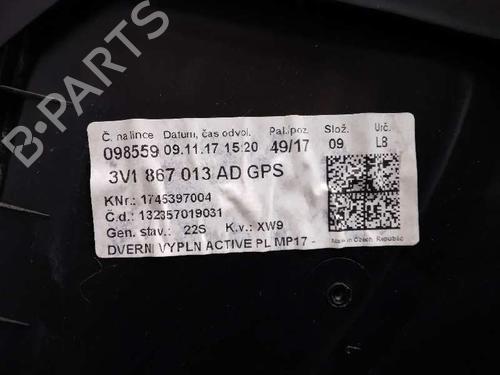 Č. na lince Datum, čas odvol. Pal./poz. Slož. Urč.
098559 09.11.17 15:20 49/17 09 L8
3V1 867 013 AD GPS
KNr.: 1745397004
Č.d.: 132357019031
Gen. stav.: 22S K.v.: XW9
DVERNI VYPLN ACTIVE PL MP17 -
Made in Czech Republic
B-PARTS